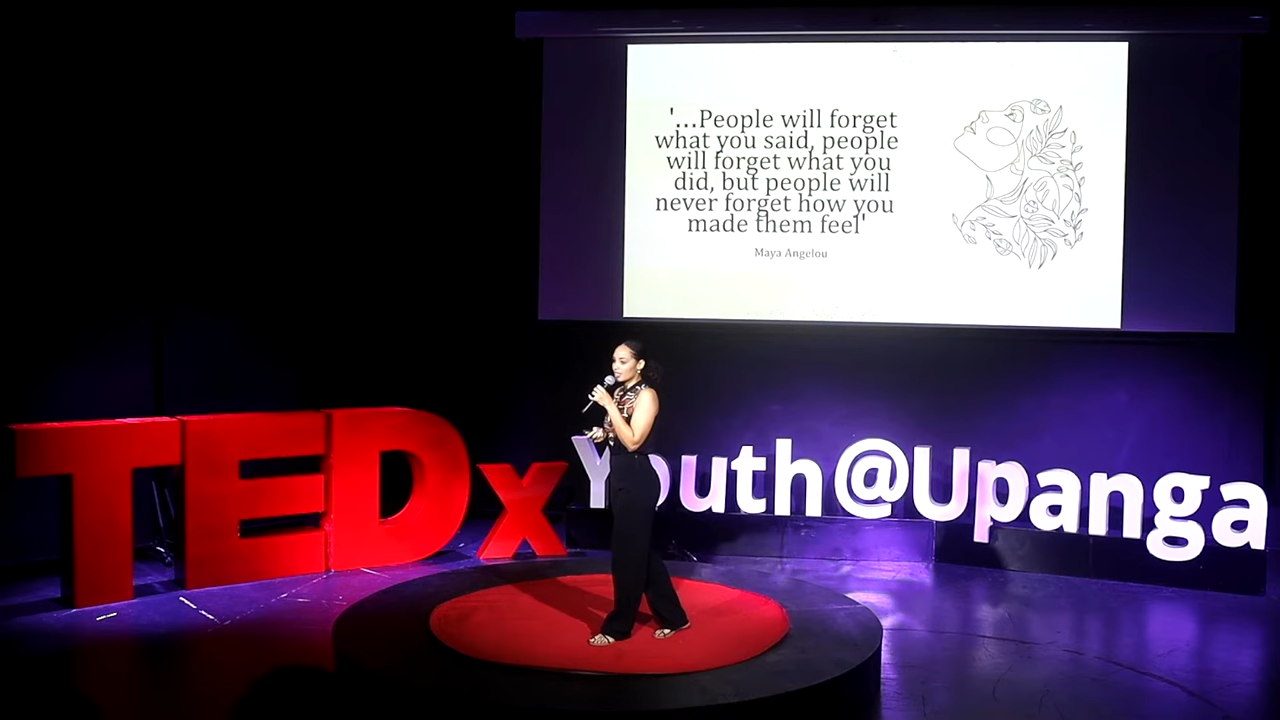 '...People will forget
what you said, people
will forget what you
did, but people will
never forget how you
made them feel'
Maya Angelou
TEDx Youth@Upanga